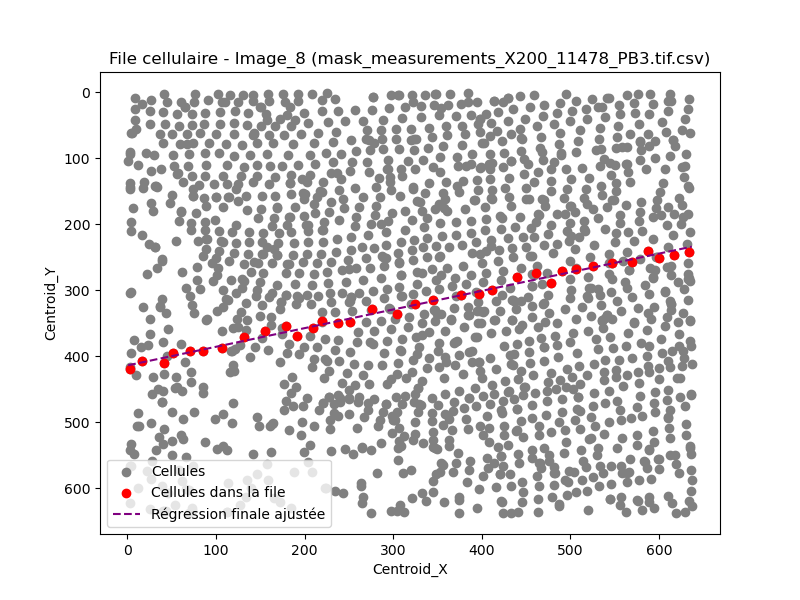 File cellulaire - Image_8 (mask_measurements_X200_11478_PB3.tif.csv)
0
100
200
300
400
500
600
Centroid_Y
Cellules
Cellules dans la file
Régression finale ajustée
0 100 200 300 400 500 600
Centroid_X